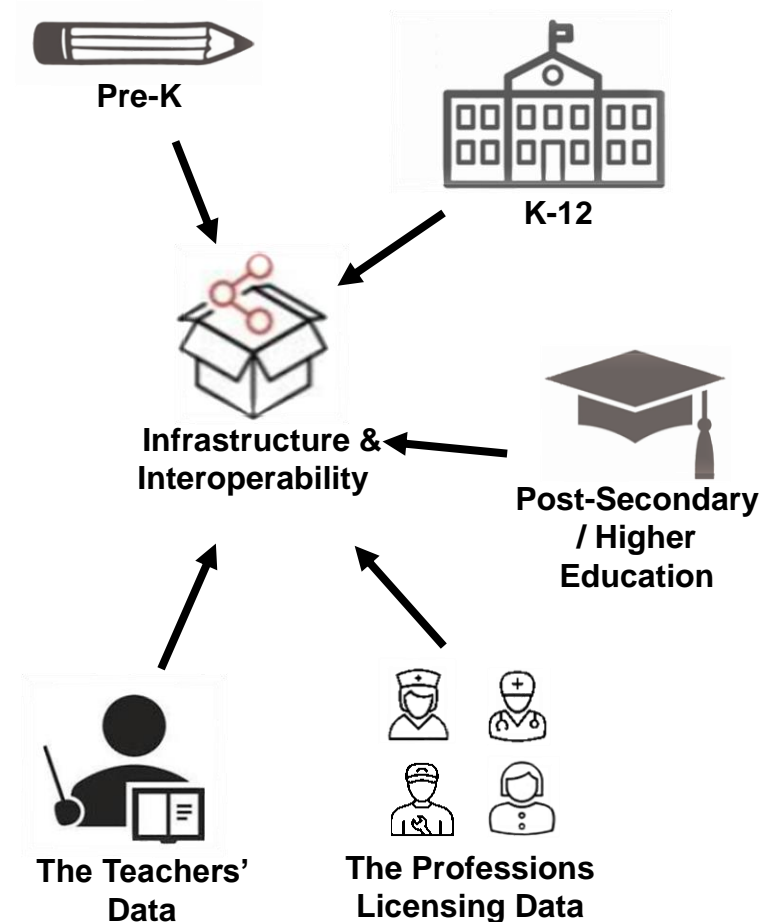 Pre-K
K-12
Infrastructure &
Interoperability
Post-Secondary
/ Higher
Education
The Teachers’
Data
The Professions
Licensing Data